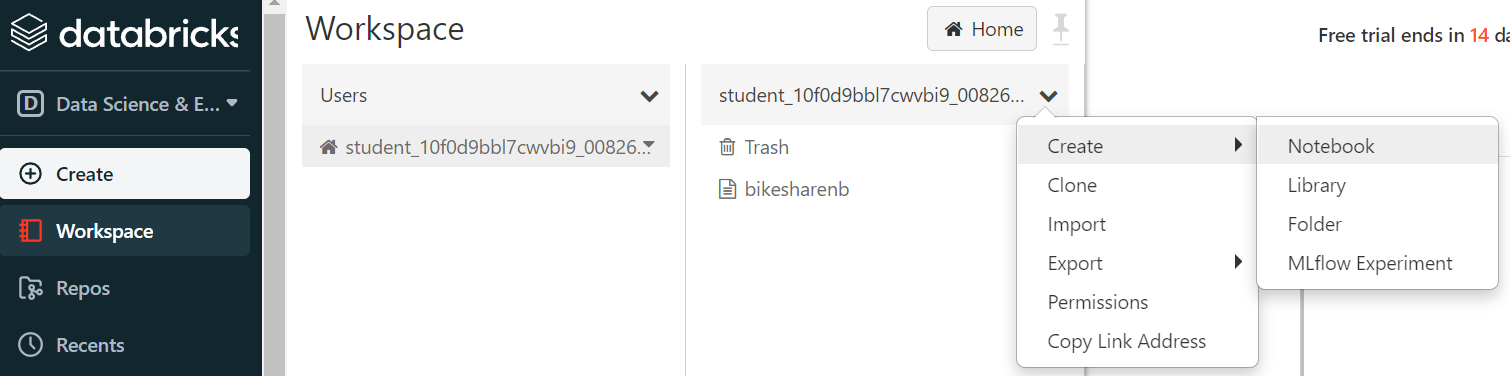 databricks
Data Science & E...
Create
Workspace
Repos
Recents
Workspace
Home
Users
student_10f0d9bbl7cwvbi9_00826...
student_10f0d9bbl7cwvbi9_00826...
Trash
bikesharenb
Create
Clone
Import
Export
Permissions
Copy Link Address
Notebook
Library
Folder
MLflow Experiment
Free trial ends in 14 da